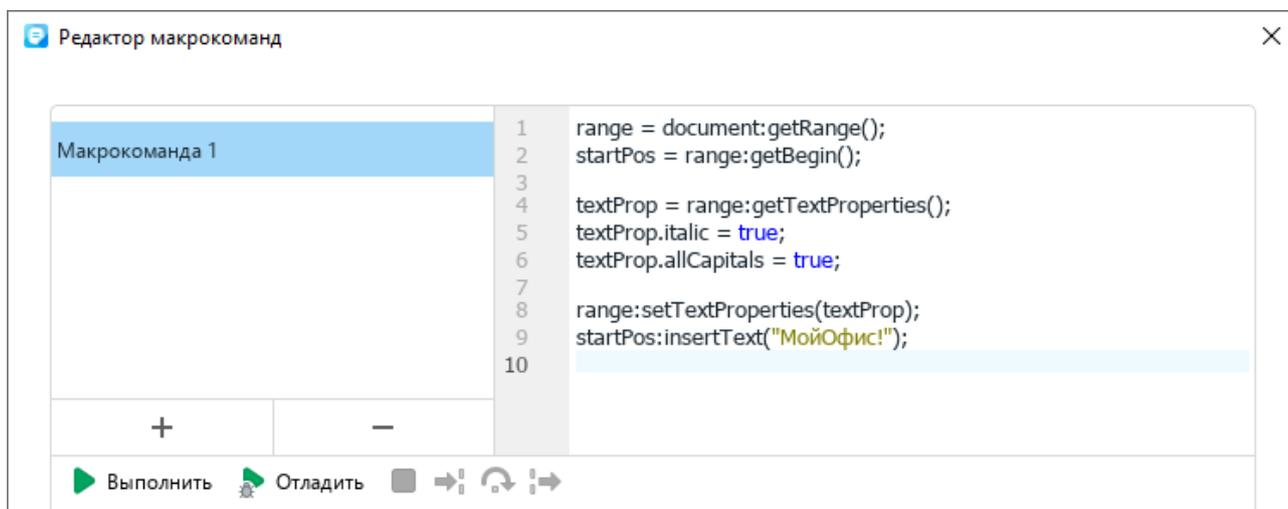 Редактор макрокоманд
Макрокоманда 1
1 range = document:getRange();
2 startPos = range:getBegin();
3
4 textProp = range:getTextProperties();
5 textProp.italic = true;
6 textProp.allCapitals = true;
7
8 range:setTextProperties(textProp);
9 startPos:insertText("МойОфис!");
10
Выполнить Отладить